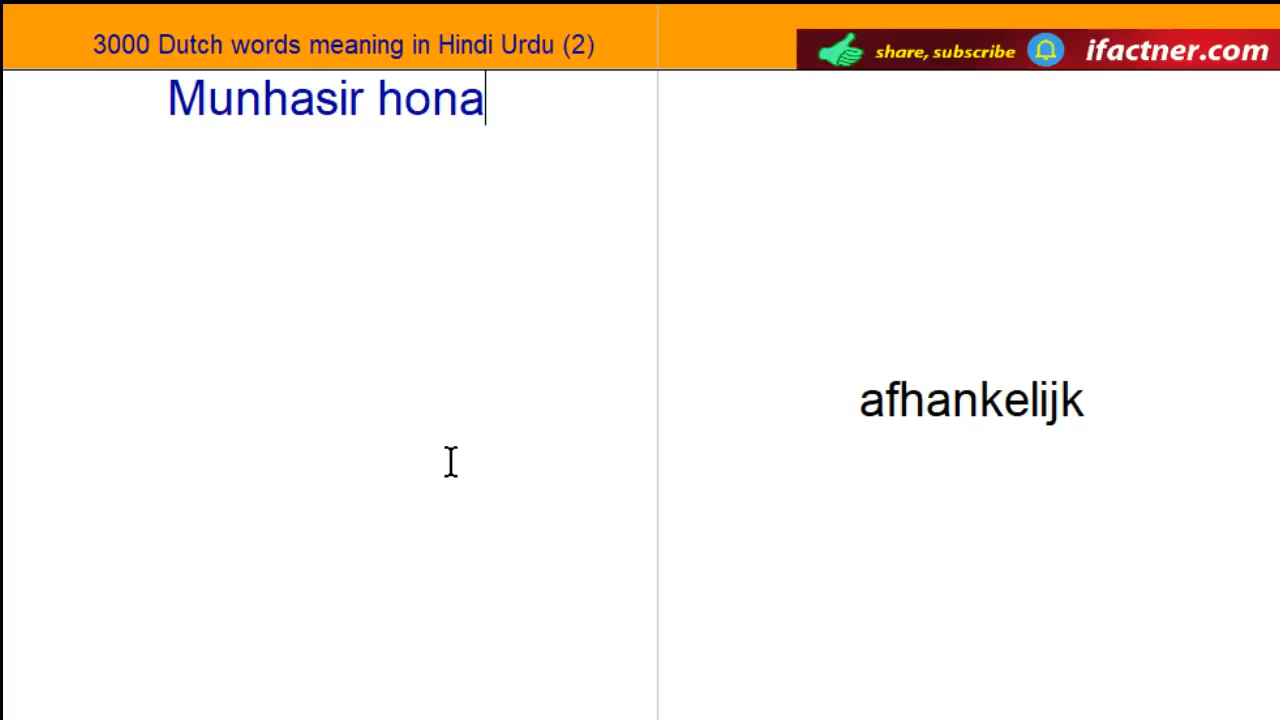 3000 Dutch words meaning in Hindi Urdu (2)
share, subscribe
ifactner.com
Munhasir hona
afhankelijk